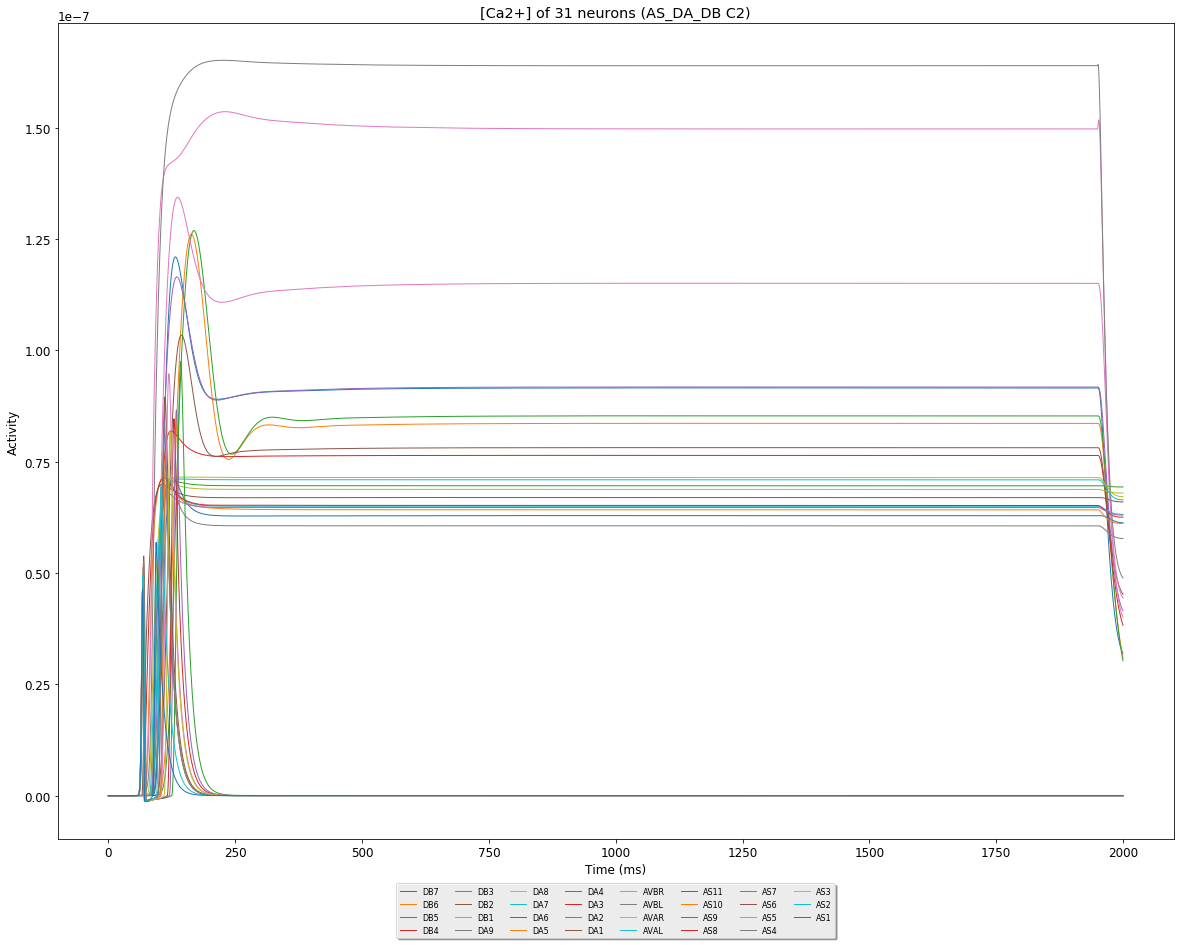 [Ca2+] of 31 neurons (AS_DA_DB C2)
1e−7
1.50
1.25
1.00
0.75
0.50
0.25
0.00
Activity
0 250 500 750 1000 1250 1500 1750 2000
Time (ms)
DB7 DB3 DA8 DA4 AVBR AS11 AS7 AS3
DB6 DB2 DA7 DA3 AVBL AS10 AS6 AS2
DB5 DB1 DA6 DA2 AVAR AS9 AS5 AS1
DB4 DA9 DA5 DA1 AVAL AS8 AS4